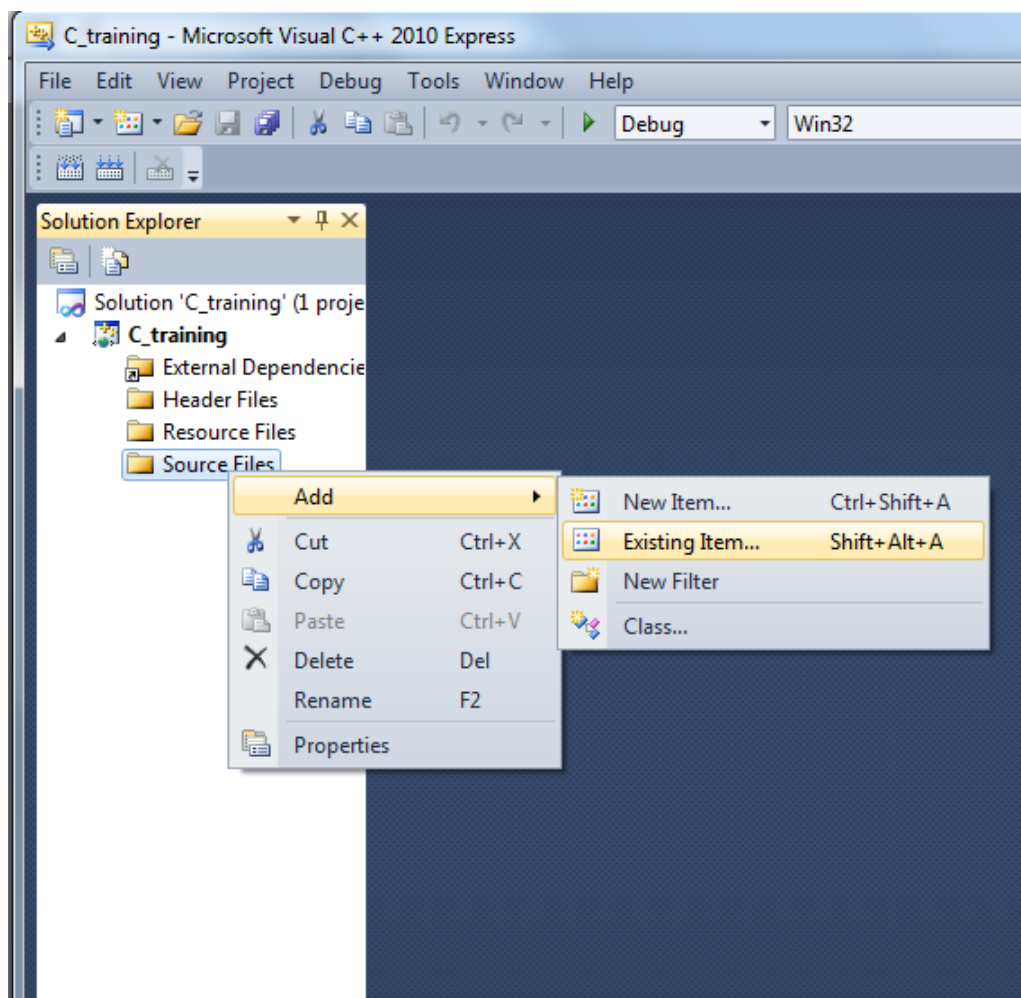 C_training - Microsoft Visual C++ 2010 Express
File Edit View Project Debug Tools Window Help
Debug Win32
Solution Explorer
Solution 'C_training' (1 proje
C_training
External Dependencie
Header Files
Resource Files
Source Files
Add
Cut Ctrl+X
Copy Ctrl+C
Paste Ctrl+V
Delete Del
Rename F2
Properties
New Item... Ctrl+Shift+A
Existing Item... Shift+Alt+A
New Filter
Class...